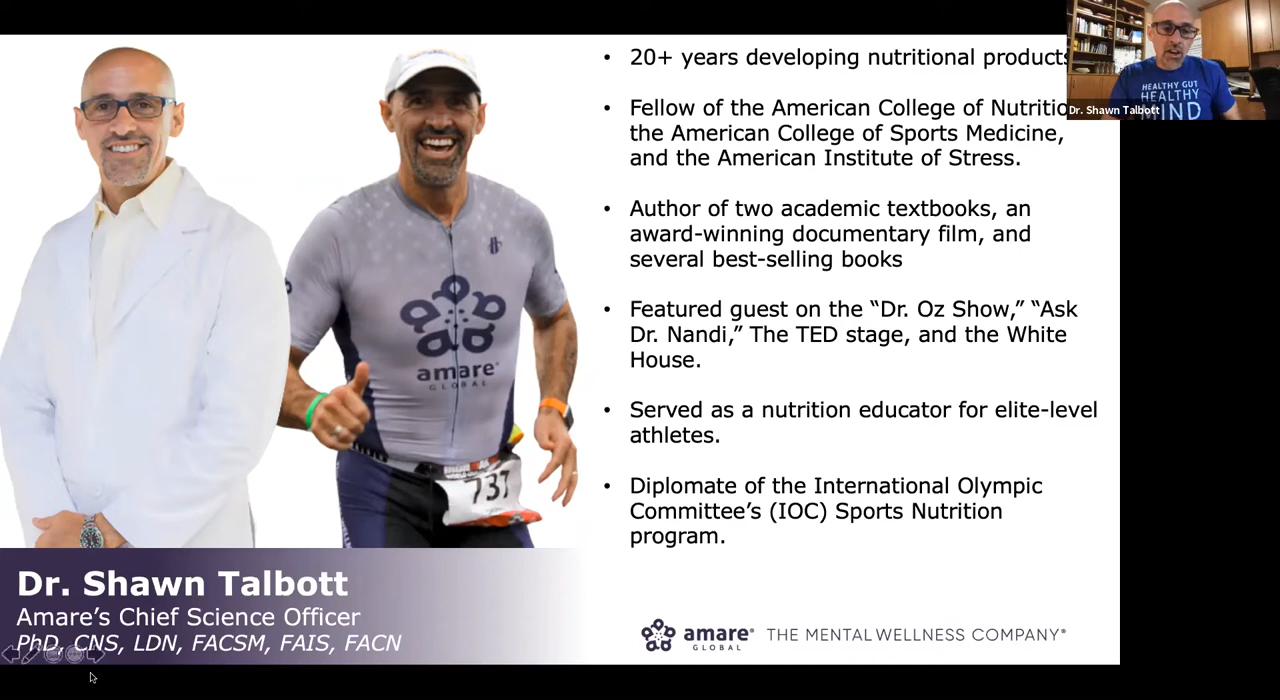 • 20+ years developing nutritional products
• Fellow of the American College of Nutritio
the American College of Sports Medicine,
and the American Institute of Stress.
• Author of two academic textbooks, an
award-winning documentary film, and
several best-selling books
• Featured guest on the “Dr. Oz Show,” “Ask
Dr. Nandi,” The TED stage, and the White
House.
• Served as a nutrition educator for elite-level
athletes.
• Diplomate of the International Olympic
Committee’s (IOC) Sports Nutrition
program.
HEALTHY GUT
HEALTHY
MIND
Dr. Shawn Talbott
amare®
GLOBAL
737
Dr. Shawn Talbott
Amare’s Chief Science Officer
PhD, CNS, LDN, FACSM, FAIS, FACN
amare®
GLOBAL
THE MENTAL WELLNESS COMPANY®